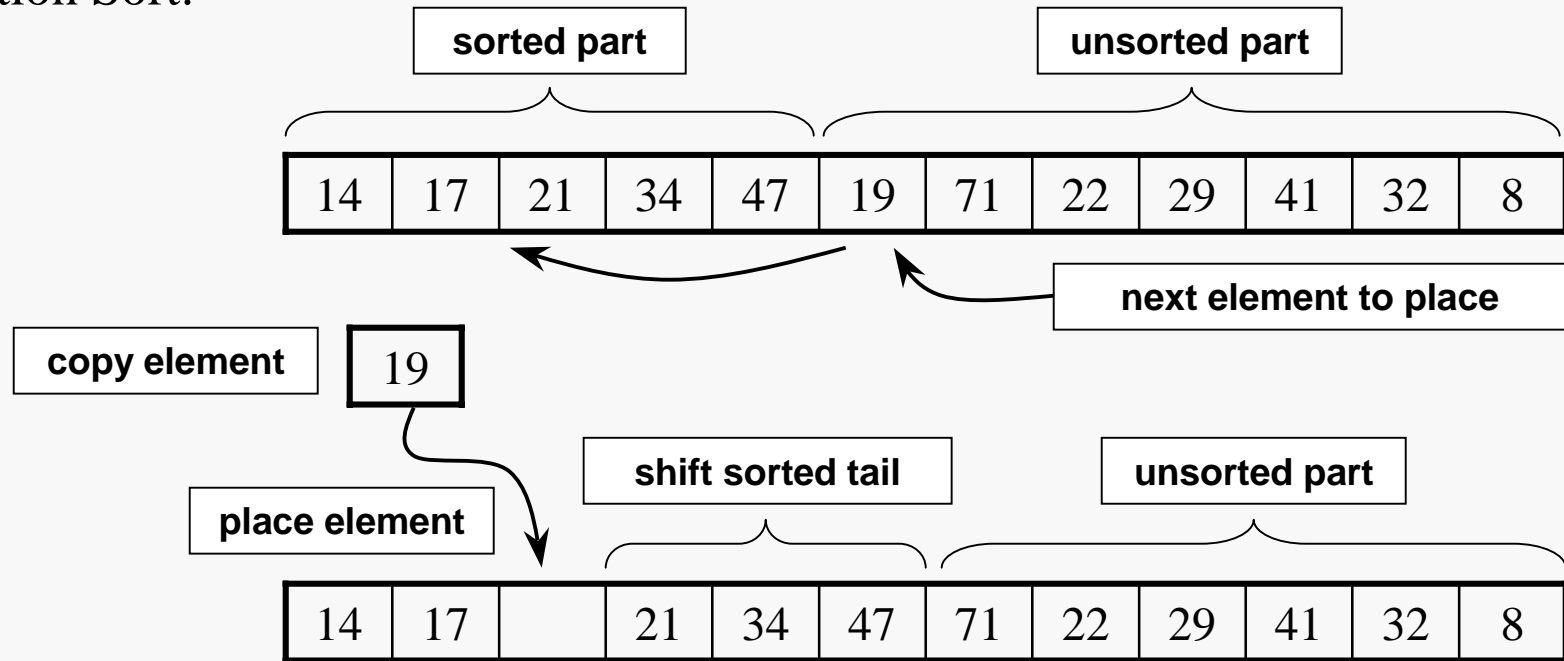 tion Sort:
sorted part
unsorted part
14 17 21 34 47 19 71 22 29 41 32 8
next element to place
copy element
19
shift sorted tail
unsorted part
place element
14 17 21 34 47 71 22 29 41 32 8